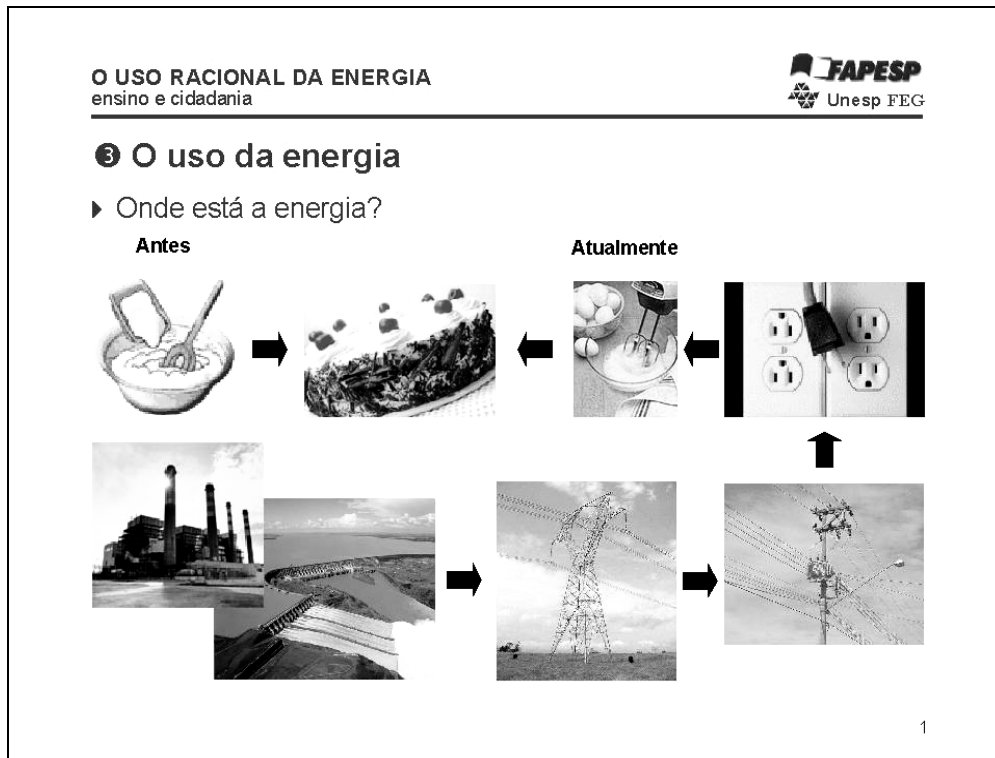 O USO RACIONAL DA ENERGIA
ensino e cidadania
FAPESP
Unesp FEG
❸ O uso da energia
Onde está a energia?
Antes
Atualmente
1